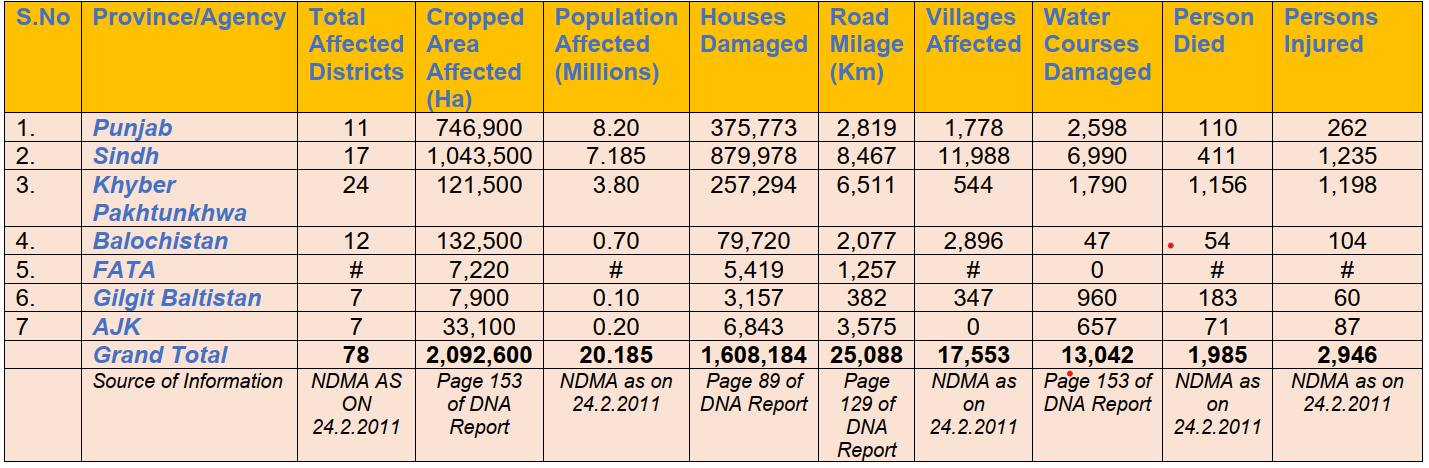 S.No Province/Agency Total Affected Districts Cropped Area Affected (Ha) Population Affected (Millions) Houses Damaged Road Milage (Km) Villages Affected Water Courses Damaged Person Died Persons Injured
1. Punjab 11 746,900 8.20 375,773 2,819 1,778 2,598 110 262
2. Sindh 17 1,043,500 7.185 879,978 8,467 11,988 6,990 411 1,235
3. Khyber Pakhtunkhwa 24 121,500 3.80 257,294 6,511 544 1,790 1,156 1,198
4. Balochistan 12 132,500 0.70 79,720 2,077 2,896 47 54 104
5. FATA # 7,220 # 5,419 1,257 # 0 # #
6. Gilgit Baltistan 7 7,900 0.10 3,157 382 347 960 183 60
7 AJK 7 33,100 0.20 6,843 3,575 0 657 71 87
Grand Total 78 2,092,600 20.185 1,608,184 25,088 17,553 13,042 1,985 2,946
Source of Information NDMA AS ON 24.2.2011 Page 153 of DNA Report NDMA as on 24.2.2011 Page 89 of DNA Report Page 129 of DNA Report NDMA as on 24.2.2011 Page 153 of DNA Report NDMA as on 24.2.2011 NDMA as on 24.2.2011